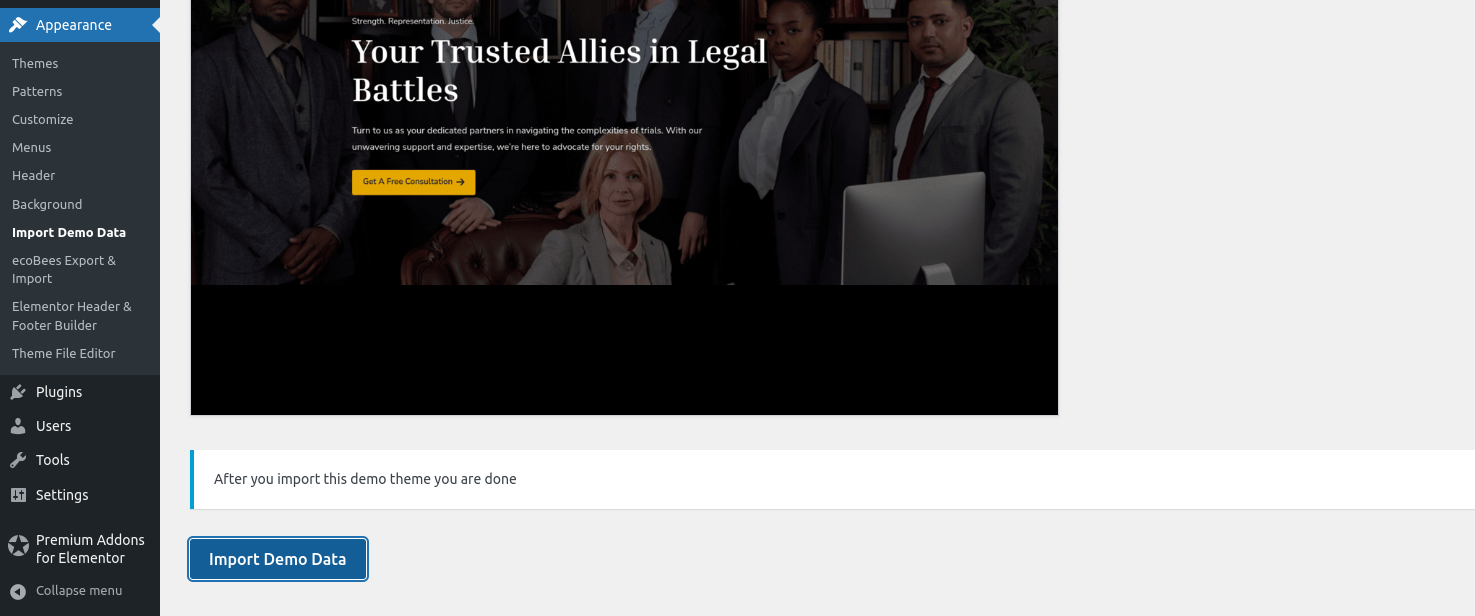 Appearance
Themes
Patterns
Customize
Menus
Header
Background
Import Demo Data
ecoBees Export &
Import
Elementor Header &
Footer Builder
Theme File Editor
Plugins
Users
Tools
Settings
Premium Addons
for Elementor
Collapse menu
Strength. Representation. Justice.
Your Trusted Allies in Legal
Battles
Turn to us as your dedicated partners in navigating the complexities of trials. With our
unwavering support and expertise, we're here to advocate for your rights.
Get A Free Consultation →
After you import this demo theme you are done
Import Demo Data